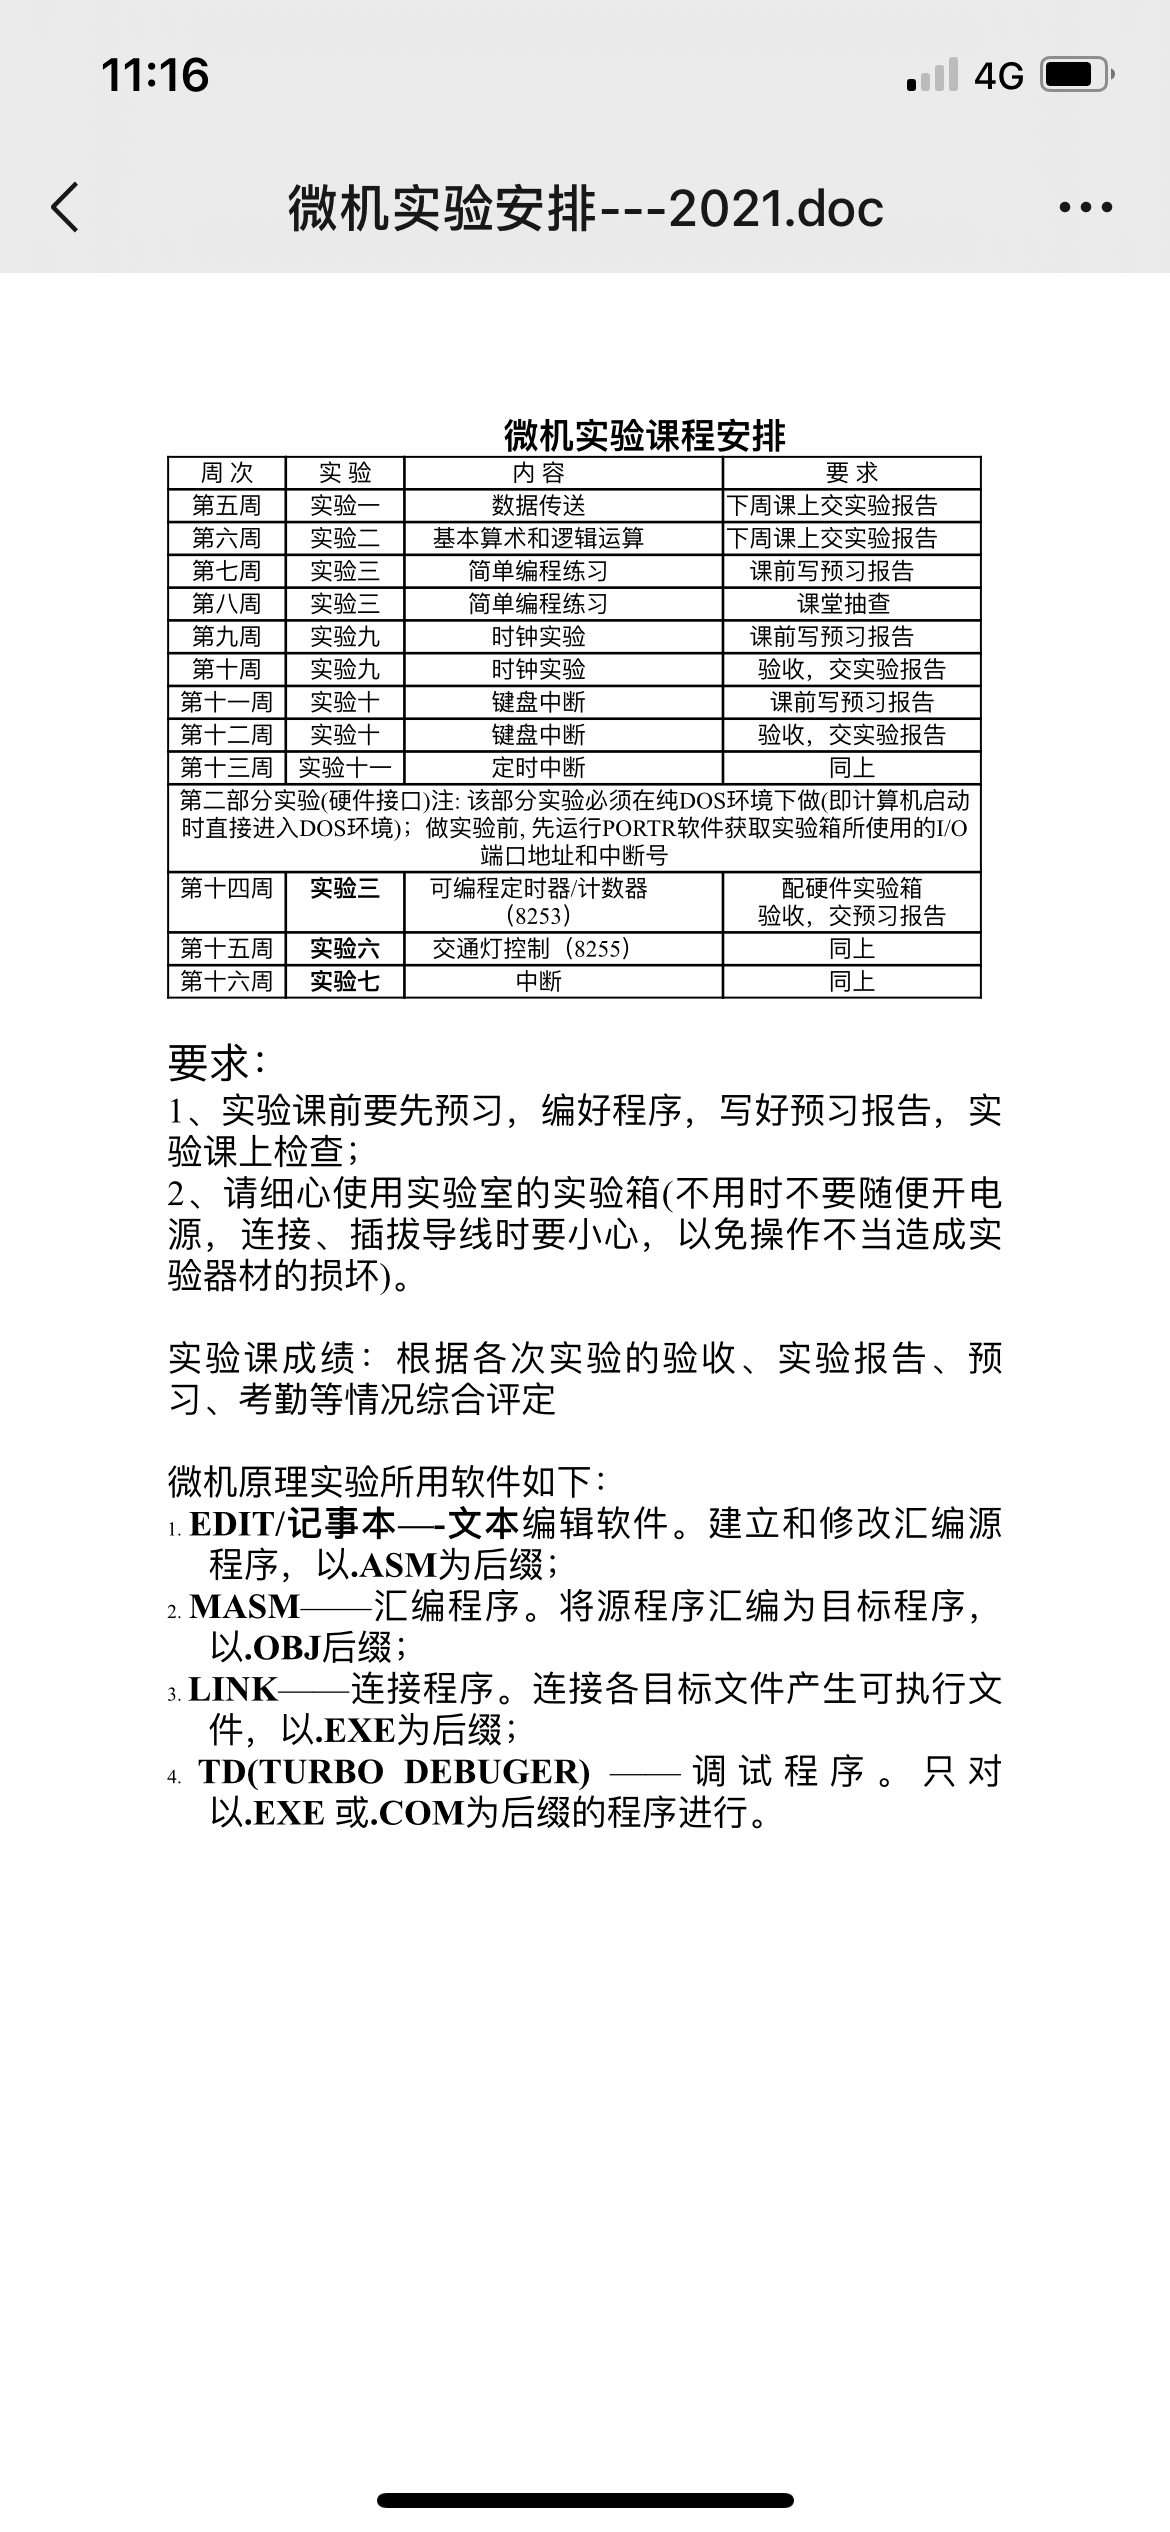 11:16
4G
微机实验安排---2021.doc
微机实验课程安排
周 次 实 验 内 容 要 求
第五周 实验一 数据传送 下周课上交实验报告
第六周 实验二 基本算术和逻辑运算 下周课上交实验报告
第七周 实验三 简单编程练习 课前写预习报告
第八周 实验三 简单编程练习 课堂抽查
第九周 实验九 时钟实验 课前写预习报告
第十周 实验九 时钟实验 验收，交实验报告
第十一周 实验十 键盘中断 课前写预习报告
第十二周 实验十 键盘中断 验收，交实验报告
第十三周 实验十一 定时中断 同上
第二部分实验(硬件接口)注: 该部分实验必须在纯DOS环境下做(即计算机启动
时直接进入DOS环境)；做实验前, 先运行PORTR软件获取实验箱所使用的I/O
端口地址和中断号
第十四周 实验三 可编程定时器/计数器 配硬件实验箱
（8253） 验收，交预习报告
第十五周 实验六 交通灯控制（8255） 同上
第十六周 实验七 中断 同上
要求：
1、实验课前要先预习，编好程序，写好预习报告，实
验课上检查；
2、请细心使用实验室的实验箱(不用时不要随便开电
源，连接、插拔导线时要小心，以免操作不当造成实
验器材的损坏)。
实验课成绩：根据各次实验的验收、实验报告、预
习、考勤等情况综合评定
微机原理实验所用软件如下：
1. EDIT/记事本—-文本编辑软件。建立和修改汇编源
程序，以.ASM为后缀；
2. MASM——汇编程序。将源程序汇编为目标程序，
以.OBJ后缀；
3. LINK——连接程序。连接各目标文件产生可执行文
件，以.EXE为后缀；
4. TD(TURBO DEBUGER) ——调试程序。只对
以.EXE 或.COM为后缀的程序进行。